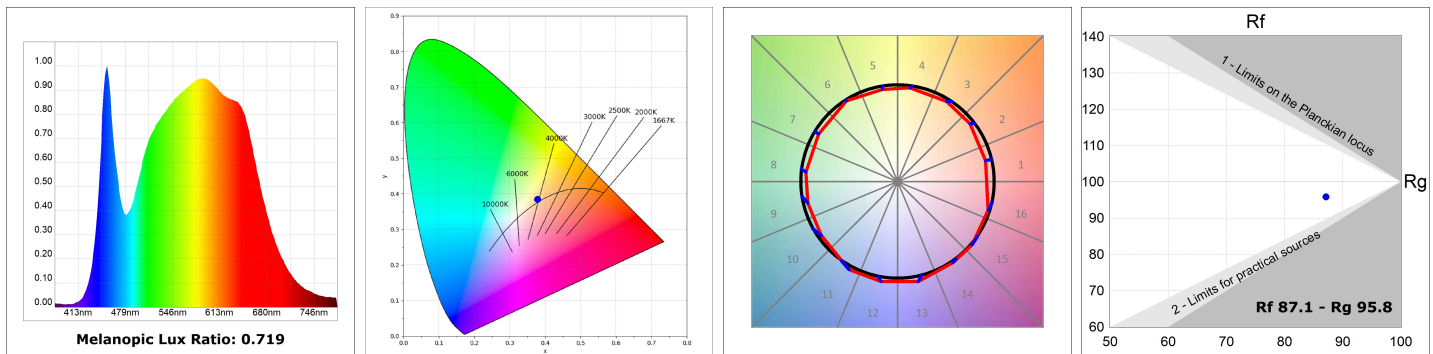 1.00
0.90
0.80
0.70
0.60
0.50
0.40
0.30
0.20
0.10
0.00
413nm 479nm 546nm 613nm 680nm 746nm
Melanopic Lux Ratio: 0.719
0.9
0.8
0.7
0.6
0.5
0.4
0.3
0.2
0.1
0.0
y
0.0 0.1 0.2 0.3 0.4 0.5 0.6 0.7 0.8
x
2500K
2000K
3000K
1667K
4000K
6000K
10000K
5 4
6 3
7 2
8 1
9 16
10 15
11 14
12 13
Rf
140
130
120
110
100
90
80
70
60
50 60 70 80 90 100
Rg
1 - Limits on the Planckian locus
2 - Limits for practical sources
Rf 87.1 - Rg 95.8